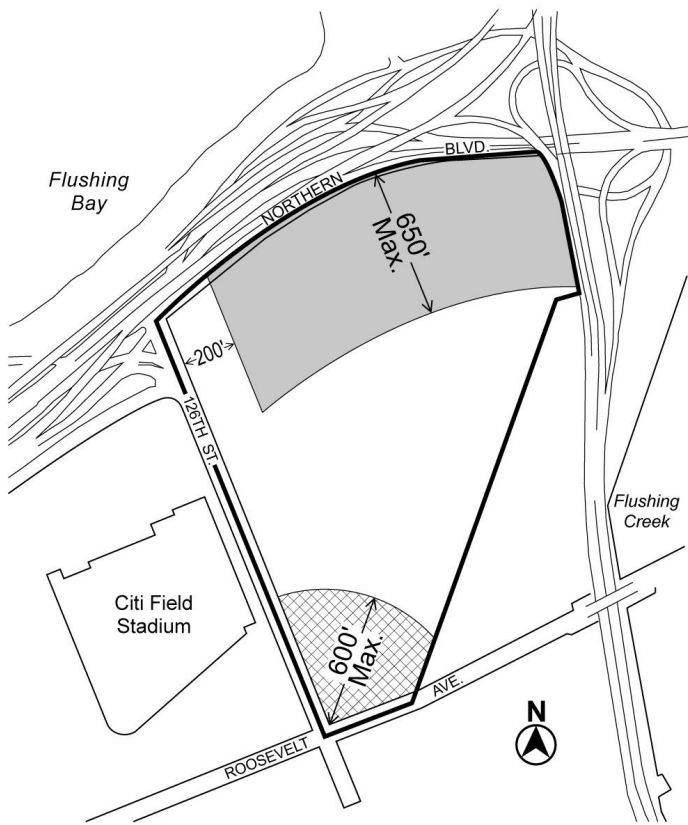 BLVD.
NORTHERN
Flushing
Bay
650'
Max.
200'
126TH ST.
Flushing
Creek
Citi Field
Stadium
600'
Max.
AVE.
ROOSEVELT
N